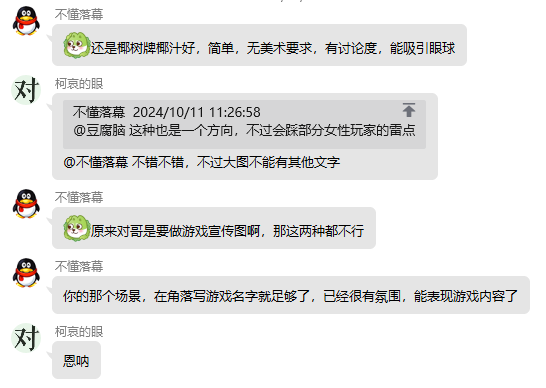 不懂落幕
还是椰树牌椰汁好，简单，无美术要求，有讨论度，能吸引眼球
对
柯哀的眼
不懂落幕 2024/10/11 11:26:58
@豆腐脑 这种也是一个方向，不过会踩部分女性玩家的雷点
@不懂落幕 不错不错，不过大图不能有其他文字
不懂落幕
原来对哥是要做游戏宣传图啊，那这两种都不行
不懂落幕
你的那个场景，在角落写游戏名字就足够了，已经很有氛围，能表现游戏内容了
对
柯哀的眼
恩呐